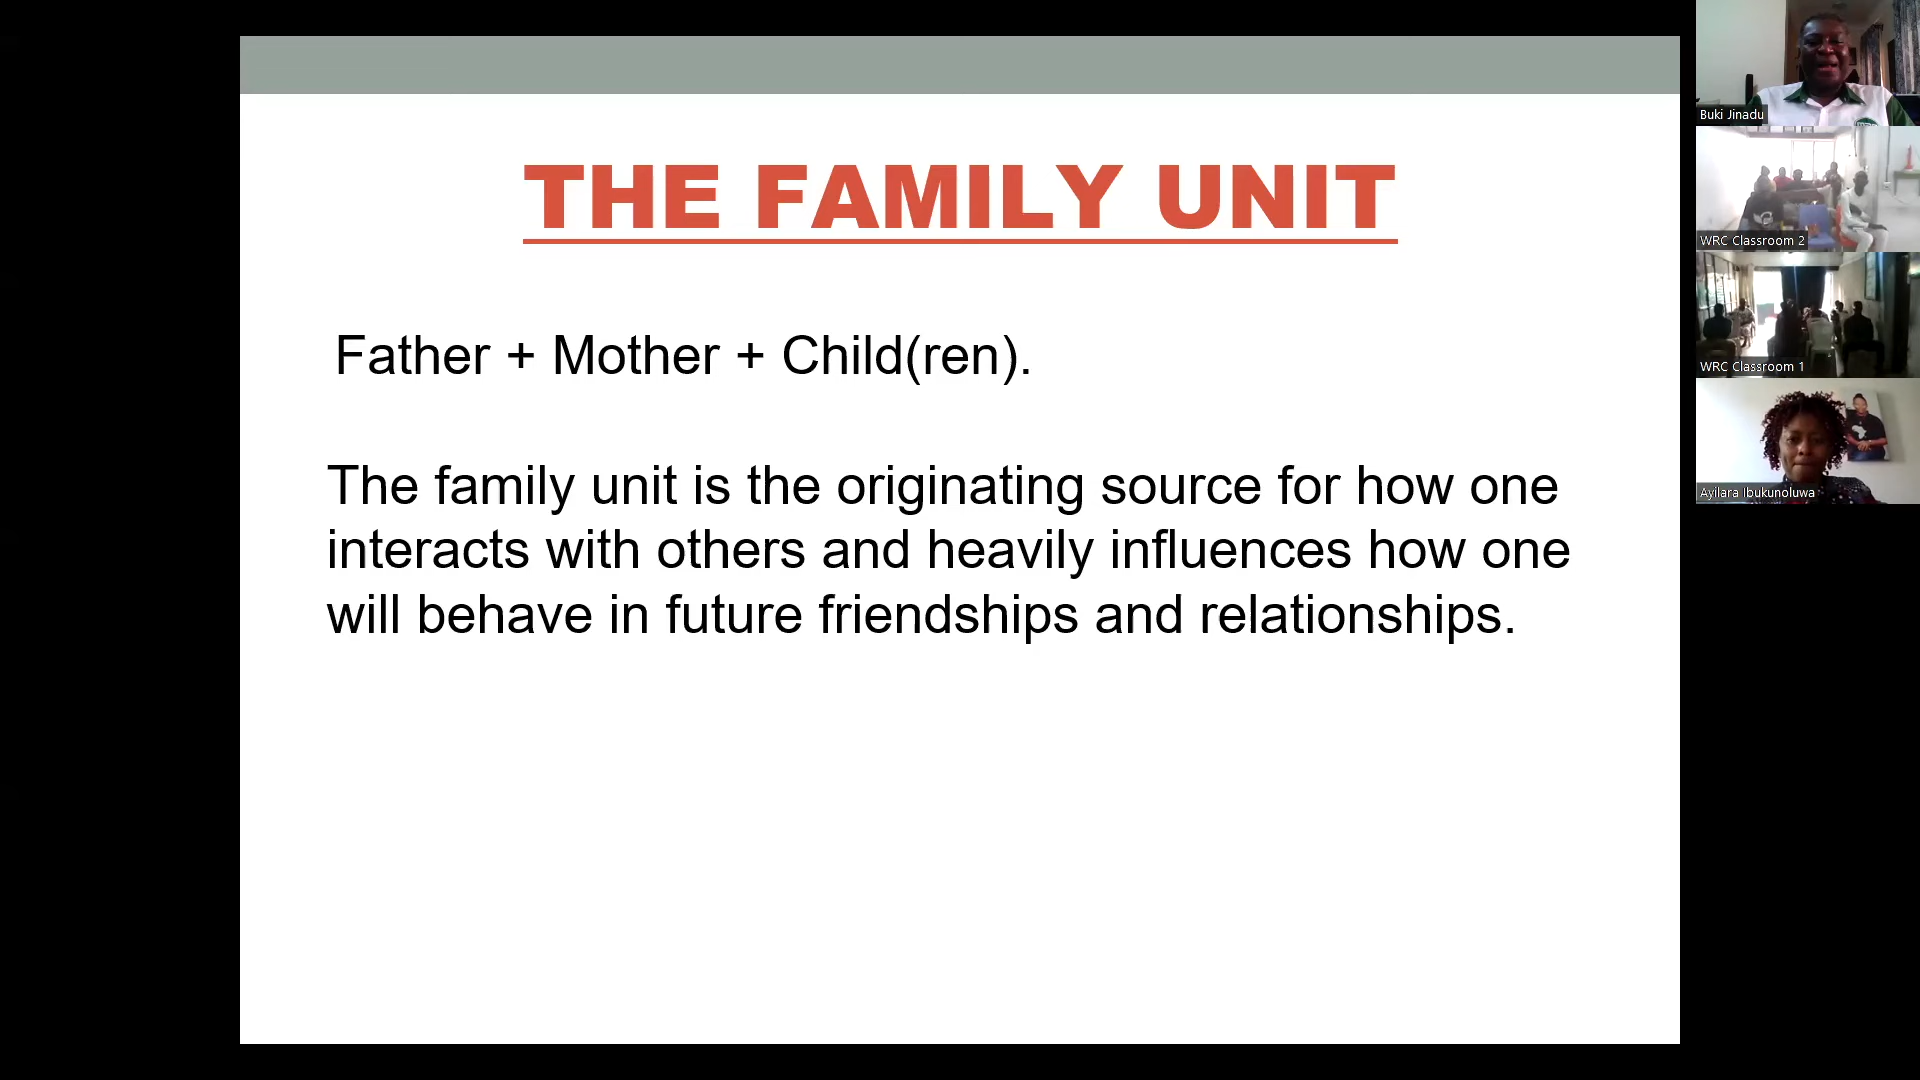 THE FAMILY UNIT
Father + Mother + Child(ren).
The family unit is the originating source for how one
interacts with others and heavily influences how one
will behave in future friendships and relationships.
Buki Jinadu
WRC Classroom 2
WRC Classroom 1
Ayilara Ibukunoluwa